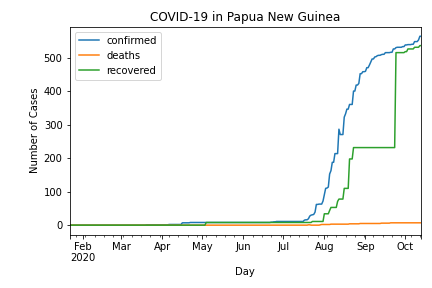 COVID-19 in Papua New Guinea
confirmed
deaths
recovered
Number of Cases
500
400
300
200
100
0
Feb Mar Apr May Jun Jul Aug Sep Oct
2020
Day